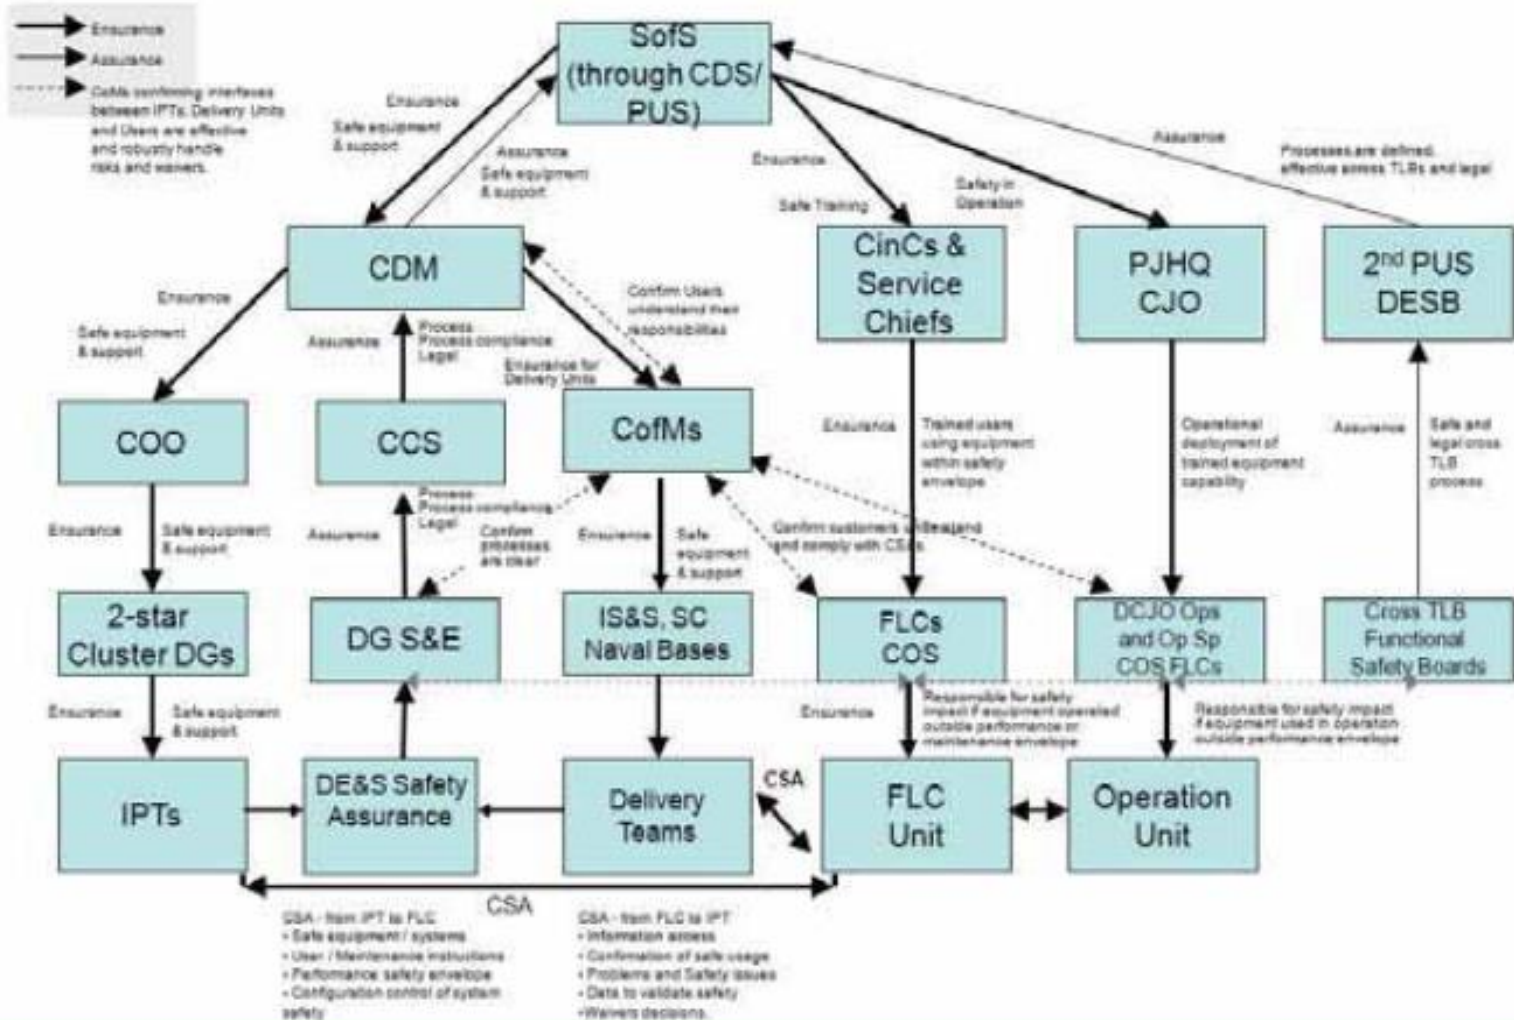 Ensurance
Assurance
CofMs confirming interfaces
between IPTs, Delivery Units
and Users are effective
and robustly handle
risks and waivers.
SofS
(through CDS/
PUS)
Ensurance
Safe equipment
& support
Assurance
Safe equipment
& support
Ensurance
Safe Training
Safety in
Operation
Assurance
Processes are defined,
effective across TLBs and legal
CDM
CinCs &
Service
Chiefs
PJHQ
CJO
2nd PUS
DESB
Ensurance
Safe equipment
& support
Assurance
Process
Process compliance
Legal
Confirm Users
understand their
responsibilities
Ensurance for
Delivery Units
COO
CCS
CofMs
Ensurance
Trained users
using equipment
within safety
envelope
Operational
deployment of
trained equipment
capability
Assurance
Safe and
legal cross
TLB
process
Ensurance
Safe equipment
& support
Assurance
Process
Process compliance
Legal
Confirm
processes
are clear
Ensurance
Safe
equipment
& support
Confirm customers understand
and comply with CSAs
2-star
Cluster DGs
DG S&E
IS&S, SC
Naval Bases
FLCs
COS
DCJO Ops
and Op Sp
COS FLCs
Cross TLB
Functional
Safety Boards
Ensurance
Safe equipment
& support
Ensurance
Responsible for safety
impact if equipment operated
outside performance or
maintenance envelope
Responsible for safety impact
if equipment used in operation
outside performance envelope
IPTs
DE&S Safety
Assurance
Delivery
Teams
CSA
FLC
Unit
Operation
Unit
CSA
CSA - from IPT to FLC
• Safe equipment / systems
• User / Maintenance instructions
• Performance safety envelope
• Configuration control of system
safety
CSA - from FLC to IPT
• Information access
• Confirmation of safe usage
• Problems and Safety issues
• Data to validate safety
•Waivers decisions.